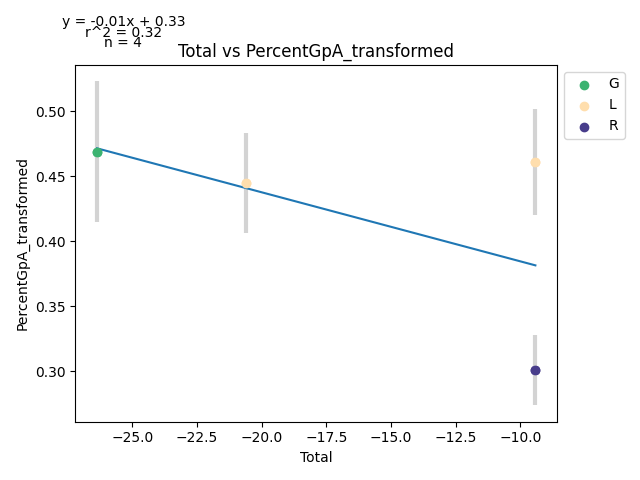 y = -0.01x + 0.33
r^2 = 0.32
n = 4
Total vs PercentGpA_transformed
G
L
R
0.50
0.45
0.40
0.35
0.30
PercentGpA_transformed
−25.0
−22.5
−20.0
−17.5
−15.0
−12.5
−10.0
Total